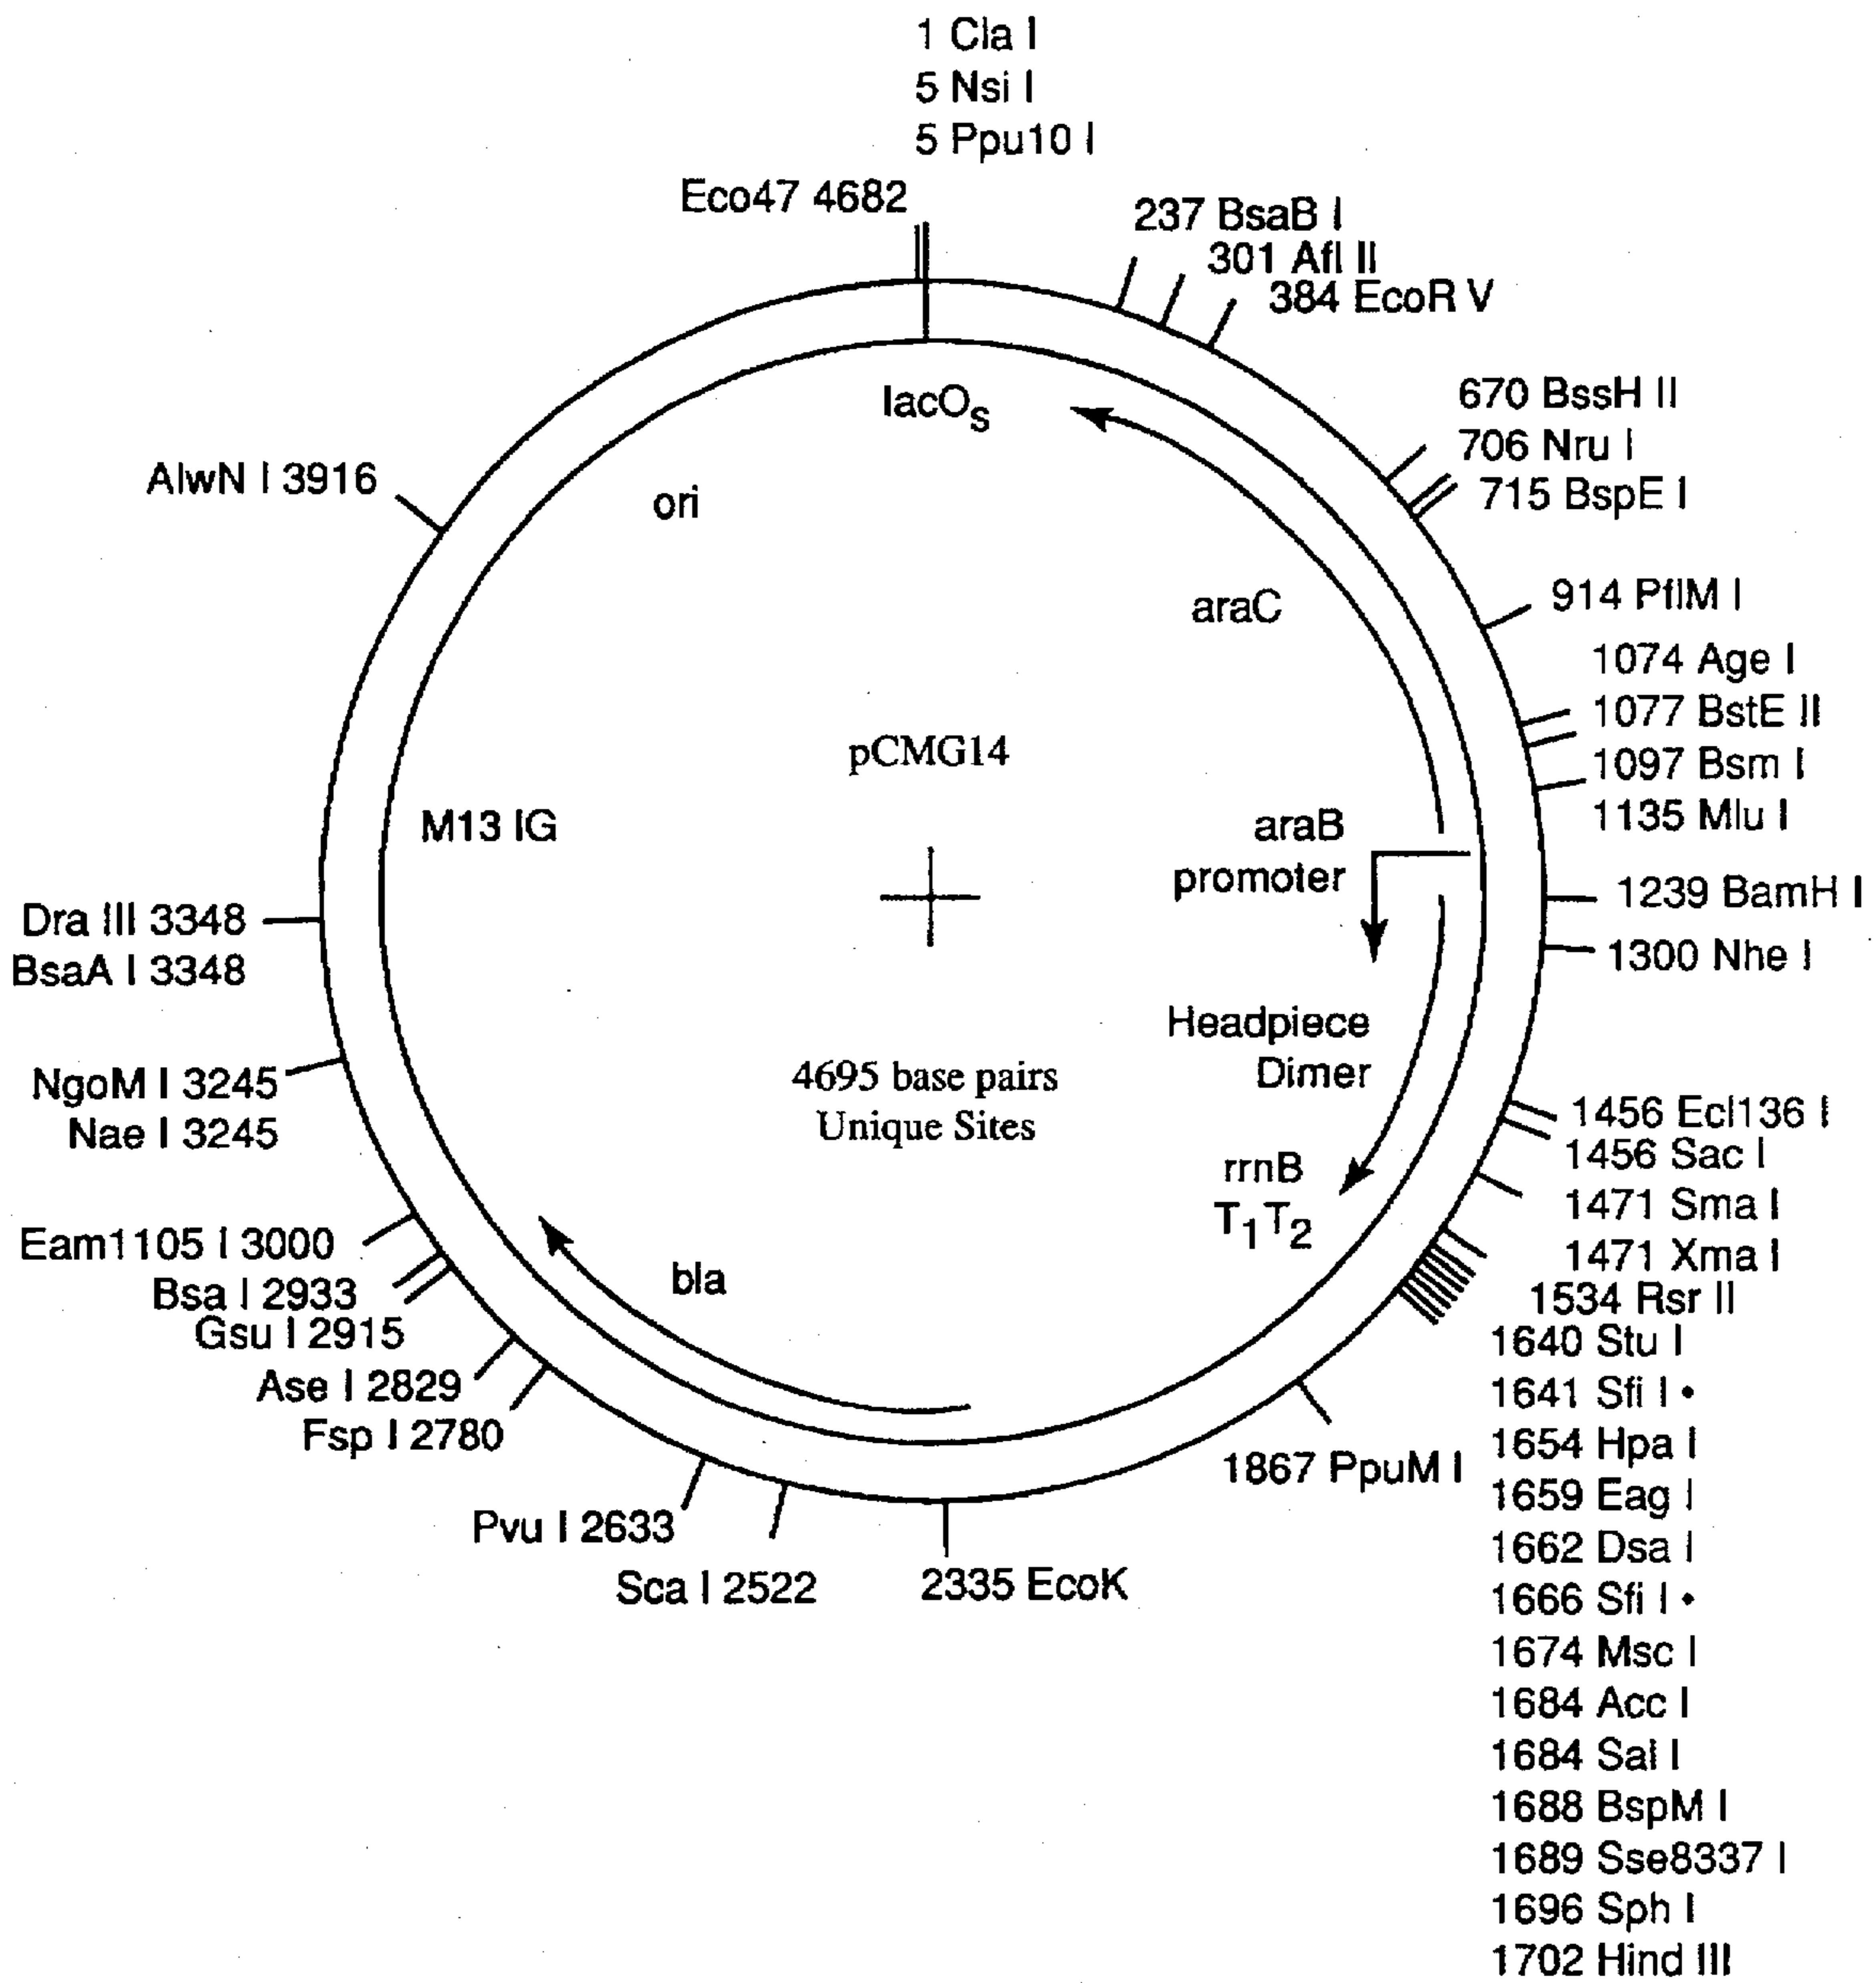 1 Cla I
5 Nsi I
5 Ppu10 I
Eco47 4682
237 BsaB I
301 Afl II
384 EcoR V
670 BssH II
706 Nru I
715 BspE I
914 PflM I
1074 Age I
1077 BstE II
1097 Bsm I
1135 Mlu I
1239 BamH I
1300 Nhe I
1456 Ecl136 I
1456 Sac I
1471 Sma I
1471 Xma I
1534 Rsr II
1640 Stu I
1641 Sfi I •
1654 Hpa I
1659 Eag I
1662 Dsa I
1666 Sfi I •
1674 Msc I
1684 Acc I
1684 Sal I
1688 BspM I
1689 Sse8337 I
1696 Sph I
1702 Hind III
1867 PpuM I
2335 EcoK
Sca I 2522
Pvu I 2633
Fsp I 2780
Ase I 2829
Gsu I 2915
Bsa I 2933
Eam1105 I 3000
Nae I 3245
NgoM I 3245
BsaA I 3348
Dra III 3348
AlwN I 3916
lacOs
ori
araC
pCMG14
M13 IG
araB
promoter
Headpiece
Dimer
4695 base pairs
Unique Sites
rrnB
T1T2
bla